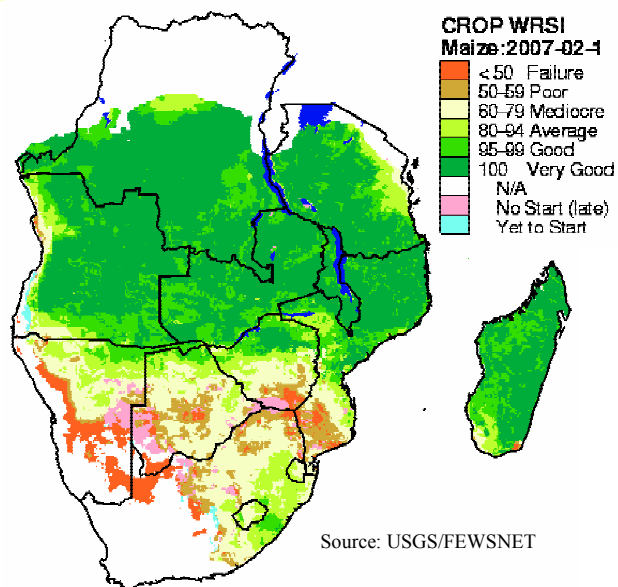 CROP WRSI
Maize:2007-02-1
<50 Failure
50-59 Poor
60-79 Mediocre
80-94 Average
95-99 Good
100 Very Good
N/A
No Start (late)
Yet to Start
Source: USGS/FEWSNET